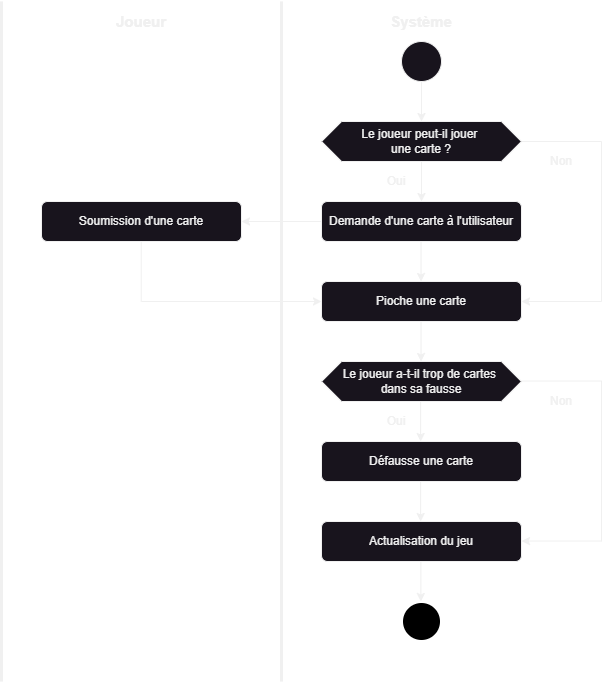 Joueur
Système
Le joueur peut-il jouer
une carte ?
Non
Oui
Soumission d'une carte
Demande d'une carte à l'utilisateur
Pioche une carte
Le joueur a-t-il trop de cartes
dans sa fausse
Non
Oui
Défausse une carte
Actualisation du jeu